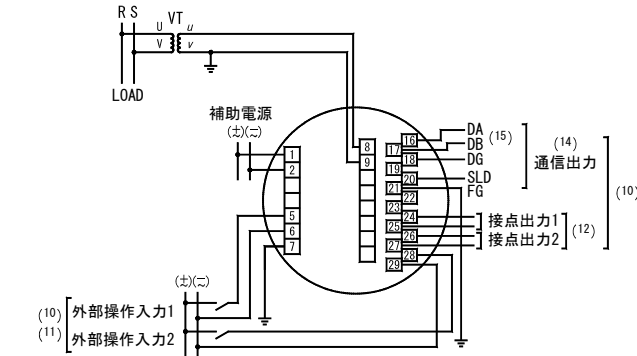 R S
VT
U u
V v
LOAD
補助電源
(±)(∓)
1
2
5
6
7
8
9
16
17
18
19
20
21
22
23
24
25
26
27
28
29
DA
DB
DG
(15)
SLD
FG
(14)
通信出力
(10)
接点出力1
接点出力2
(12)
(±)(∓)
(10)
(11)
外部操作入力1
外部操作入力2